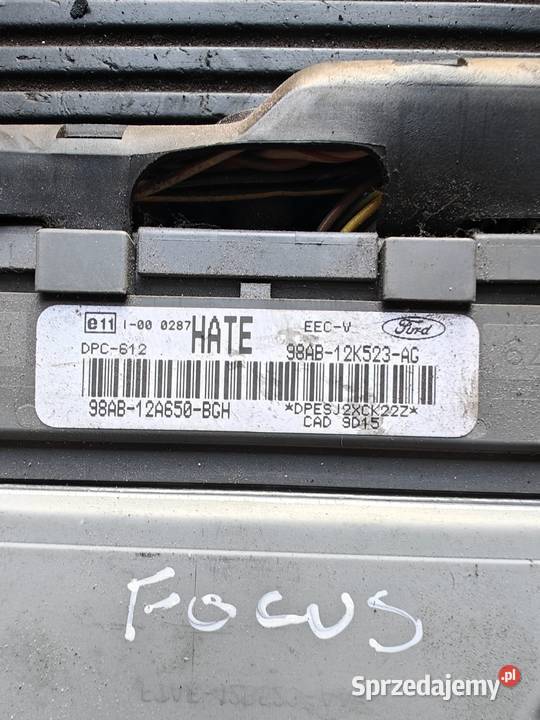 e11 I-00 0287 HATE EEC-V Ford
DPC-612 98AB-12K523-AG
98AB-12A650-BGH *DPESJ2XCK22Z*
CAD 9D15
FOCUS
Sprzedajemy.pl